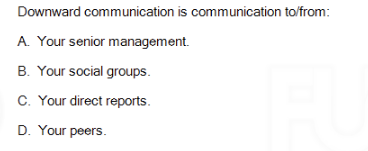 Downward communication is communication to/from:
A. Your senior management.
B. Your social groups.
C. Your direct reports.
D. Your peers.